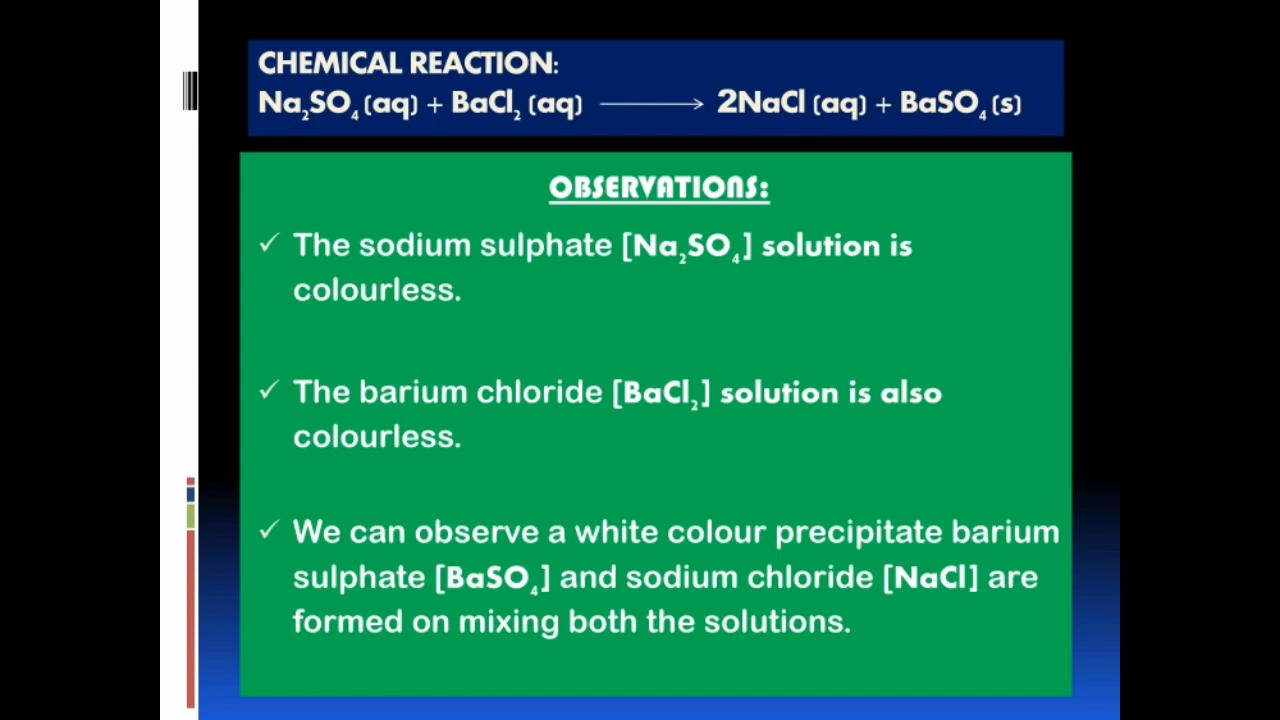 CHEMICAL REACTION:
Na₂SO₄ (aq) + BaCl₂ (aq) ⟶ 2NaCl (aq) + BaSO₄ (s)
OBSERVATIONS:
✓ The sodium sulphate [Na₂SO₄] solution is
colourless.
✓ The barium chloride [BaCl₂] solution is also
colourless.
✓ We can observe a white colour precipitate barium
sulphate [BaSO₄] and sodium chloride [NaCl] are
formed on mixing both the solutions.